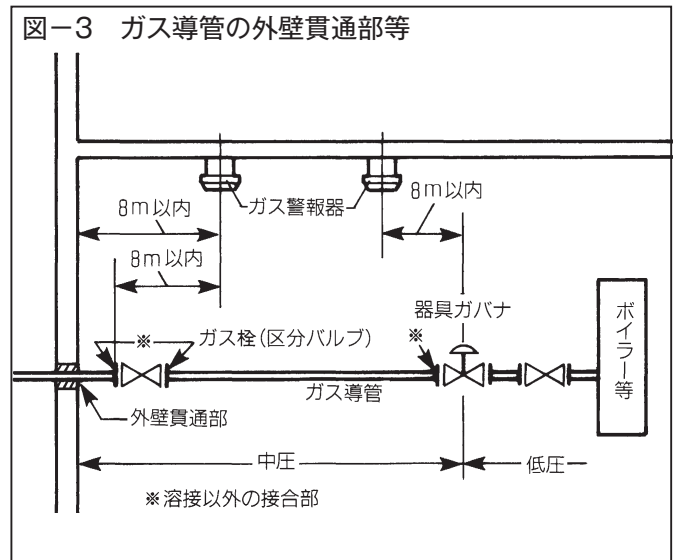 図－3 ガス導管の外壁貫通部等
8m以内
ガス警報器
8m以内
8m以内
器具ガバナ
※
ガス栓(区分バルブ)
※
ボイラー等
ガス導管
外壁貫通部
中圧
低圧
※溶接以外の接合部